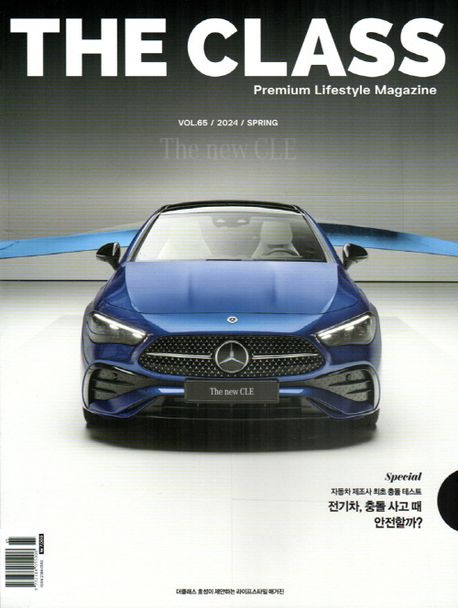 THE CLASS
Premium Lifestyle Magazine
VOL.65 / 2024 / SPRING
The new CLE
The new CLE
Special
자동차 제조사 최초 충돌 테스트
전기차, 충돌 사고 때
안전할까?
더클래스 효성이 제안하는 라이프스타일 매거진